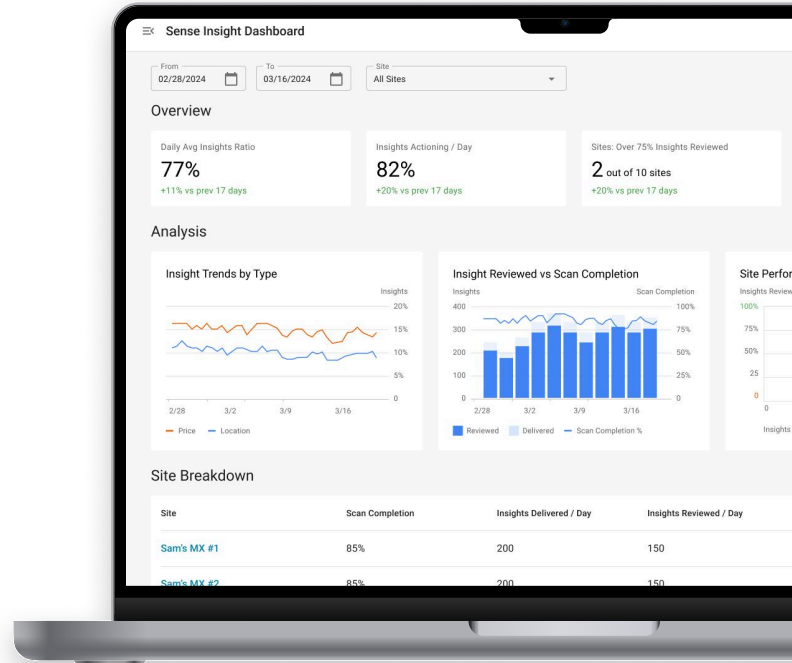 Sense Insight Dashboard
From
02/28/2024
To
03/16/2024
Site
All Sites
Overview
Daily Avg Insights Ratio
77%
+11% vs prev 17 days
Insights Actioning / Day
82%
+20% vs prev 17 days
Sites: Over 75% Insights Reviewed
2 out of 10 sites
+20% vs prev 17 days
Analysis
Insight Trends by Type
Insights
20%
15%
10%
5%
0
2/28 3/2 3/9 3/16
Price Location
Insight Reviewed vs Scan Completion
Insights Scan Completion
400 100%
300 75%
200 50%
100 25%
0 0
2/28 3/2 3/9 3/16
Reviewed Delivered Scan Completion %
Site Perfor
Insights Review
100%
75%
50%
25
0
0
Insights
Site Breakdown
Site Scan Completion Insights Delivered / Day Insights Reviewed / Day
Sam's MX #1 85% 200 150
Sam's MX #2 85% 200 150